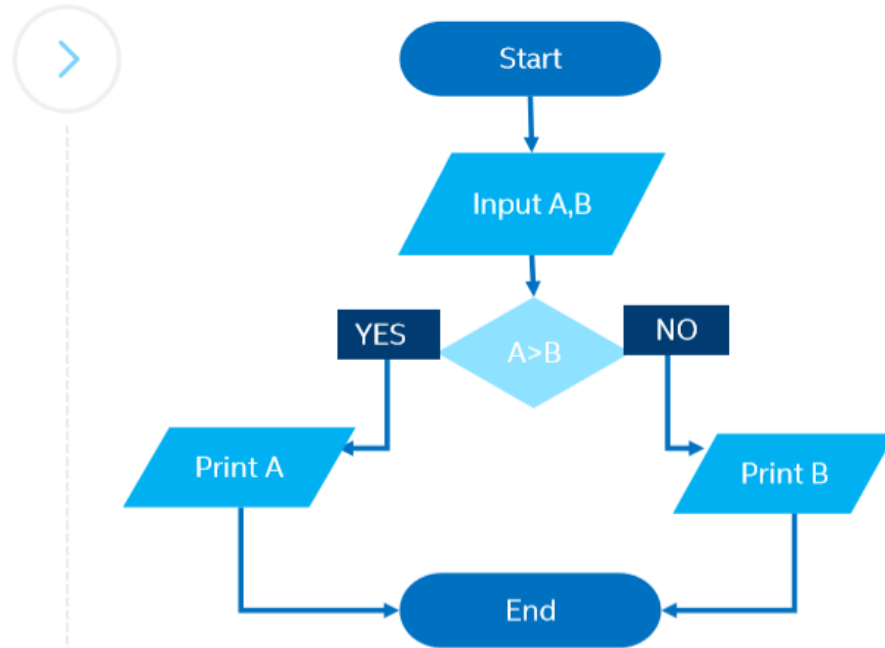 Start
Input A,B
YES
A>B
NO
Print A
Print B
End